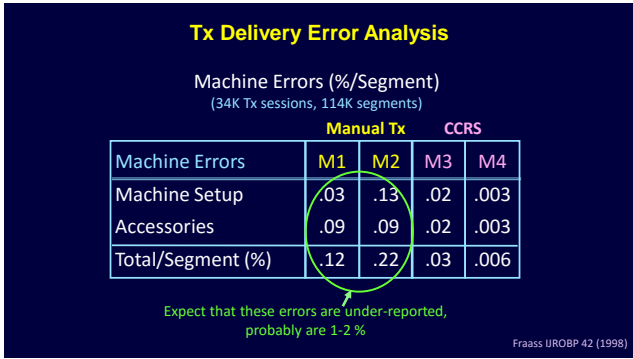 Tx Delivery Error Analysis
Machine Errors (%/Segment)
(34K Tx sessions, 114K segments)
Manual Tx CCRS
Machine Errors M1 M2 M3 M4
Machine Setup .03 .13 .02 .003
Accessories .09 .09 .02 .003
Total/Segment (%) .12 .22 .03 .006
Expect that these errors are under-reported,
probably are 1-2 %
Fraass IJROBP 42 (1998)